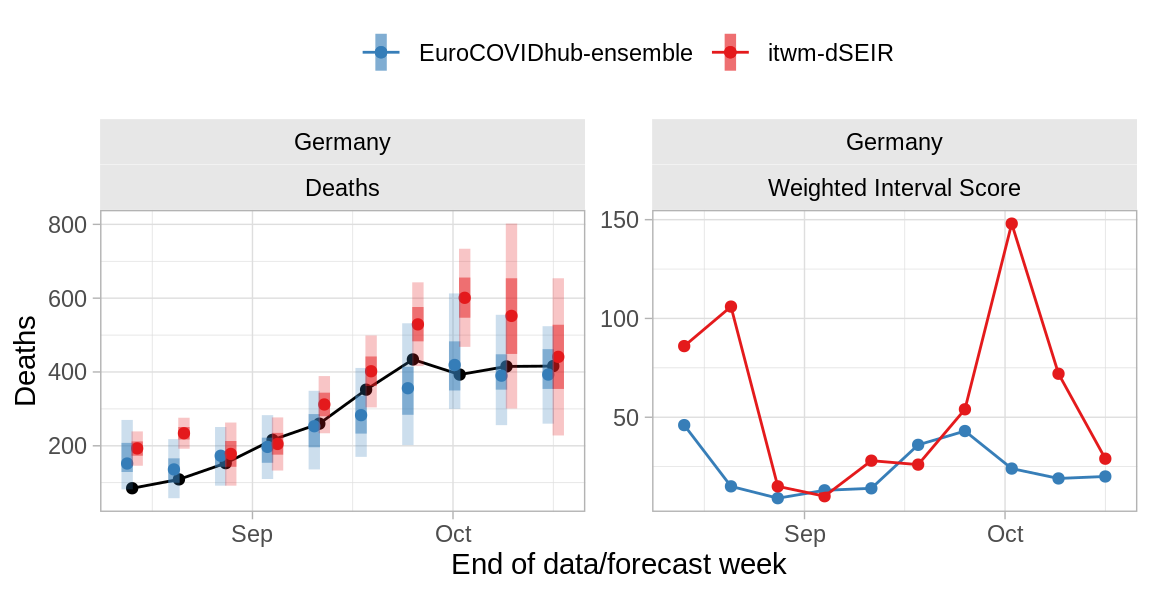 EuroCOVIDhub-ensemble itwm-dSEIR
Germany
Deaths
Germany
Weighted Interval Score
Deaths
800
600
400
200
Sep Oct
150
100
50
Sep Oct
End of data/forecast week